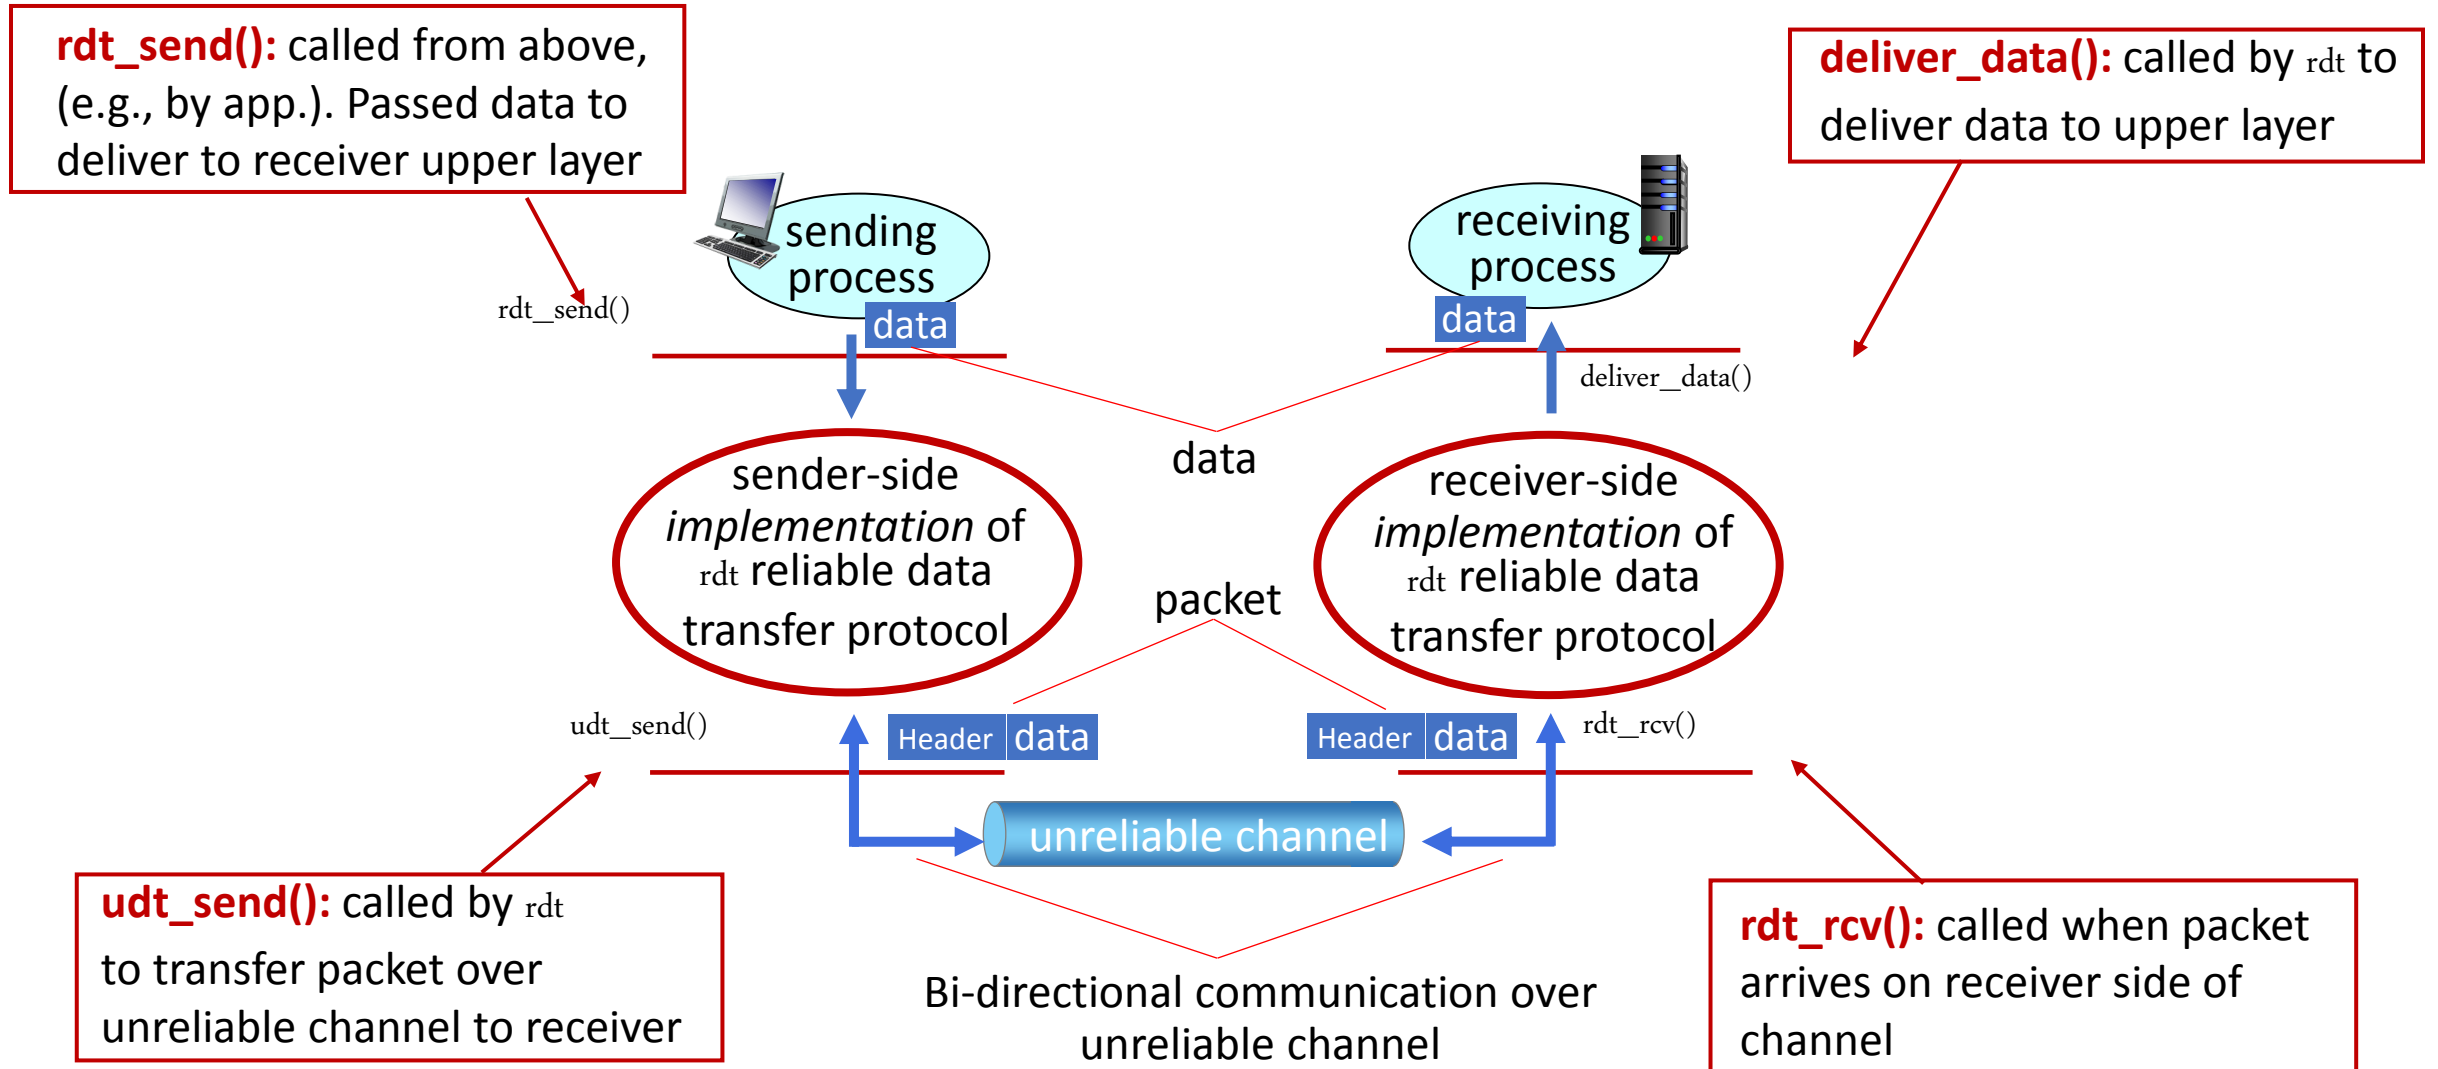 rdt_send(): called from above,
(e.g., by app.). Passed data to
deliver to receiver upper layer
deliver_data(): called by rdt to
deliver data to upper layer
sending
process
receiving
process
rdt_send()
data
data
deliver_data()
data
sender-side
implementation of
rdt reliable data
transfer protocol
receiver-side
implementation of
rdt reliable data
transfer protocol
packet
udt_send()
Header data
Header data
rdt_rcv()
unreliable channel
udt_send(): called by rdt
to transfer packet over
unreliable channel to receiver
Bi-directional communication over
unreliable channel
rdt_rcv(): called when packet
arrives on receiver side of
channel